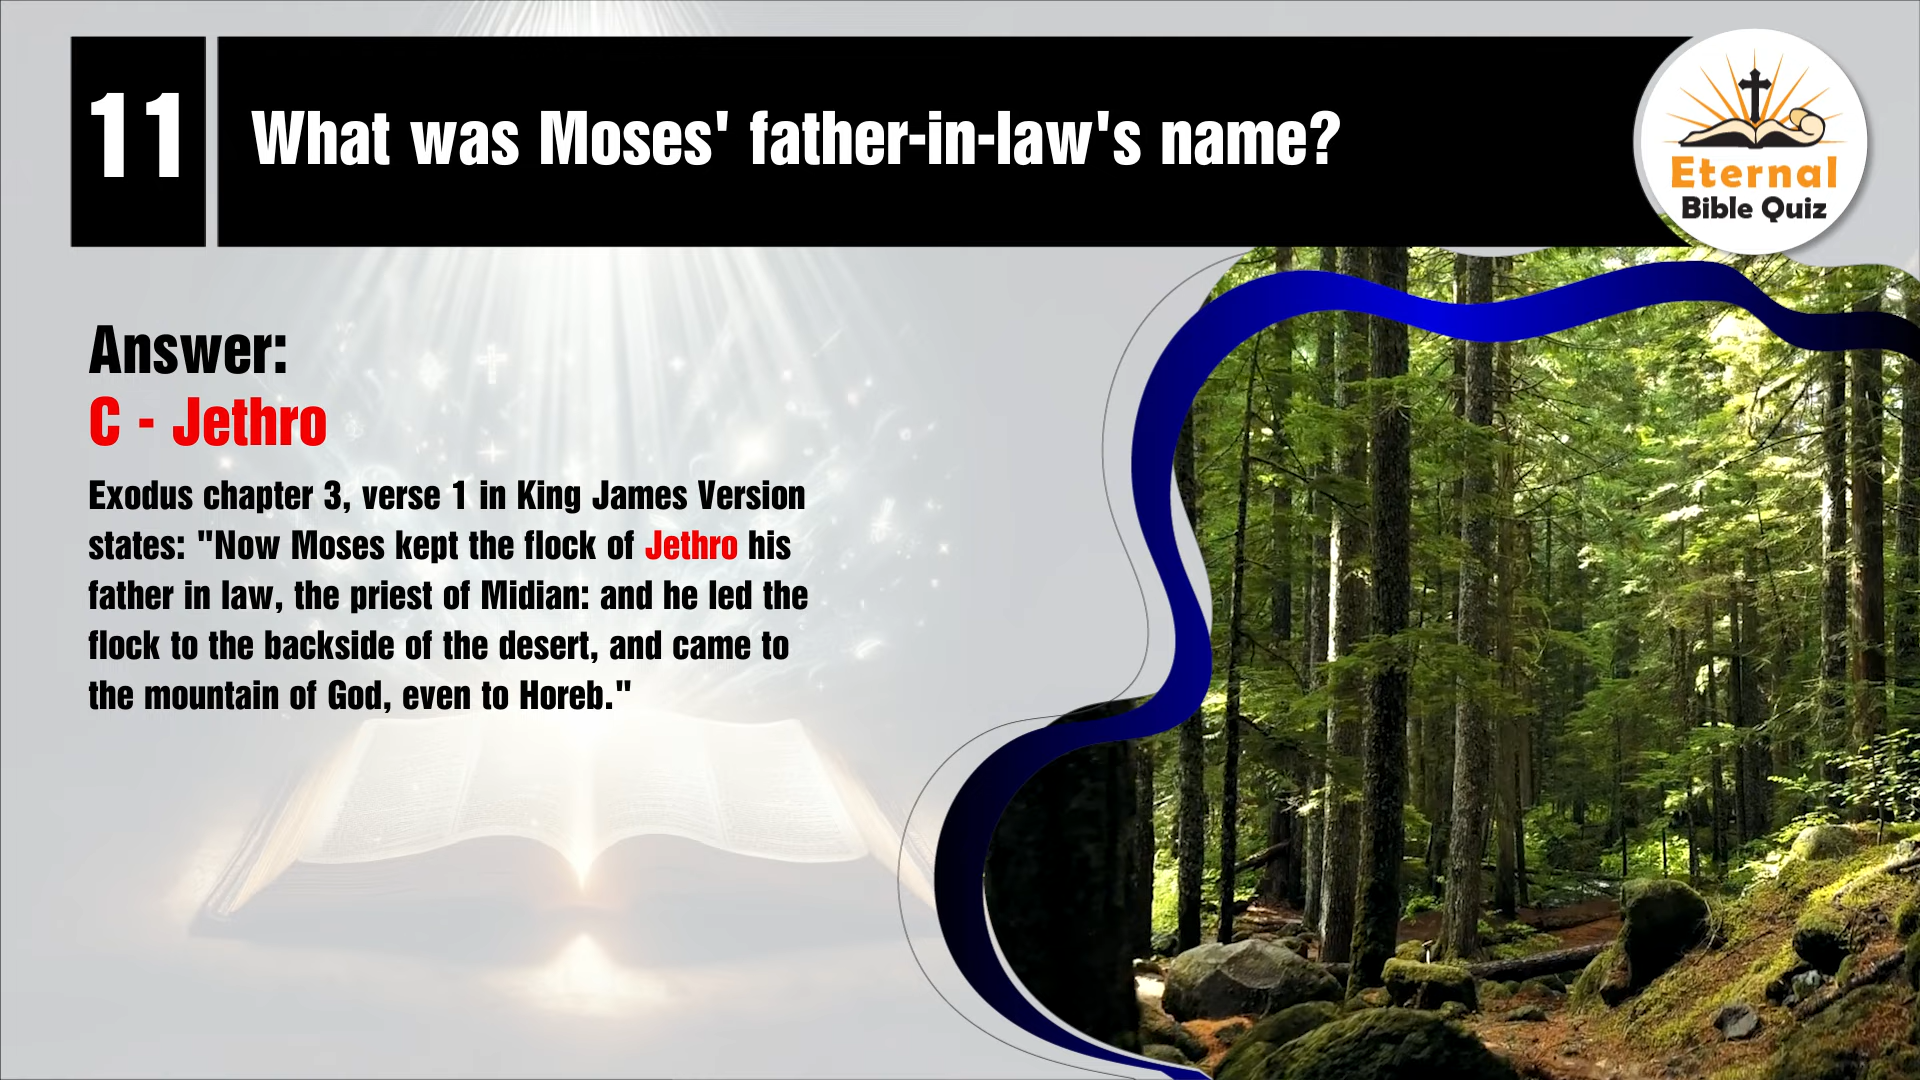 11
What was Moses' father-in-law's name?
Eternal
Bible Quiz
Answer:
C - Jethro
Exodus chapter 3, verse 1 in King James Version
states: "Now Moses kept the flock of Jethro his
father in law, the priest of Midian: and he led the
flock to the backside of the desert, and came to
the mountain of God, even to Horeb."